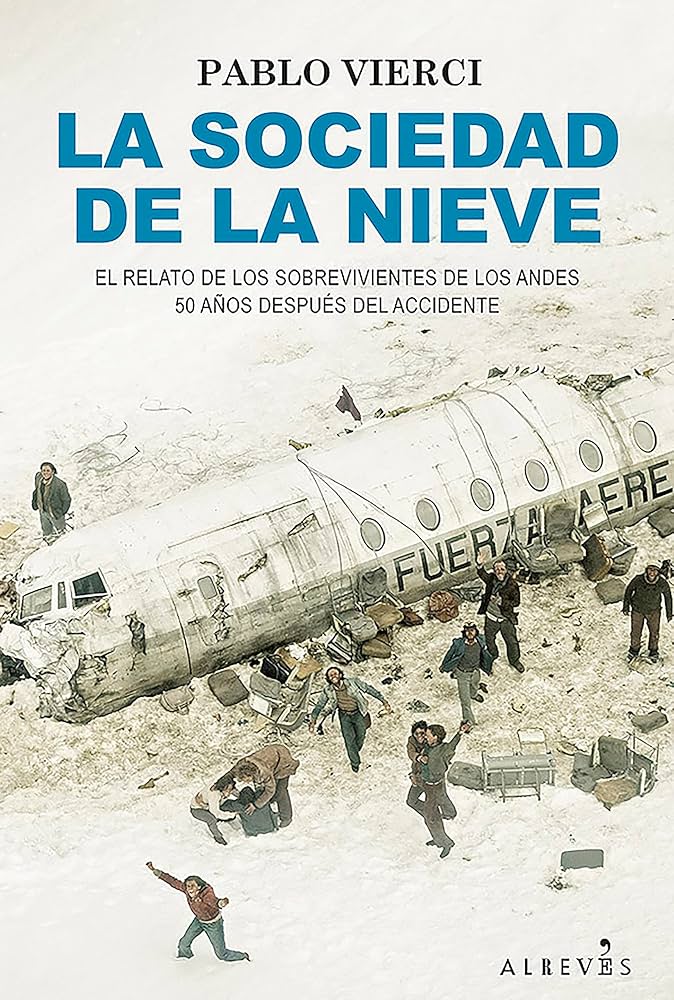 PABLO VIERCI
LA SOCIEDAD
DE LA NIEVE
EL RELATO DE LOS SOBREVIVIENTES DE LOS ANDES
50 AÑOS DESPUÉS DEL ACCIDENTE
FUERZA AERE
ALREVÉS